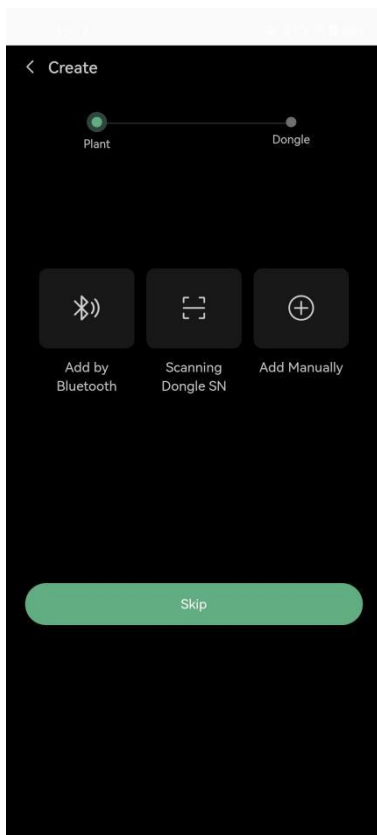 Create
Plant
Dongle
Add by
Bluetooth
Scanning
Dongle SN
Add Manually
Skip